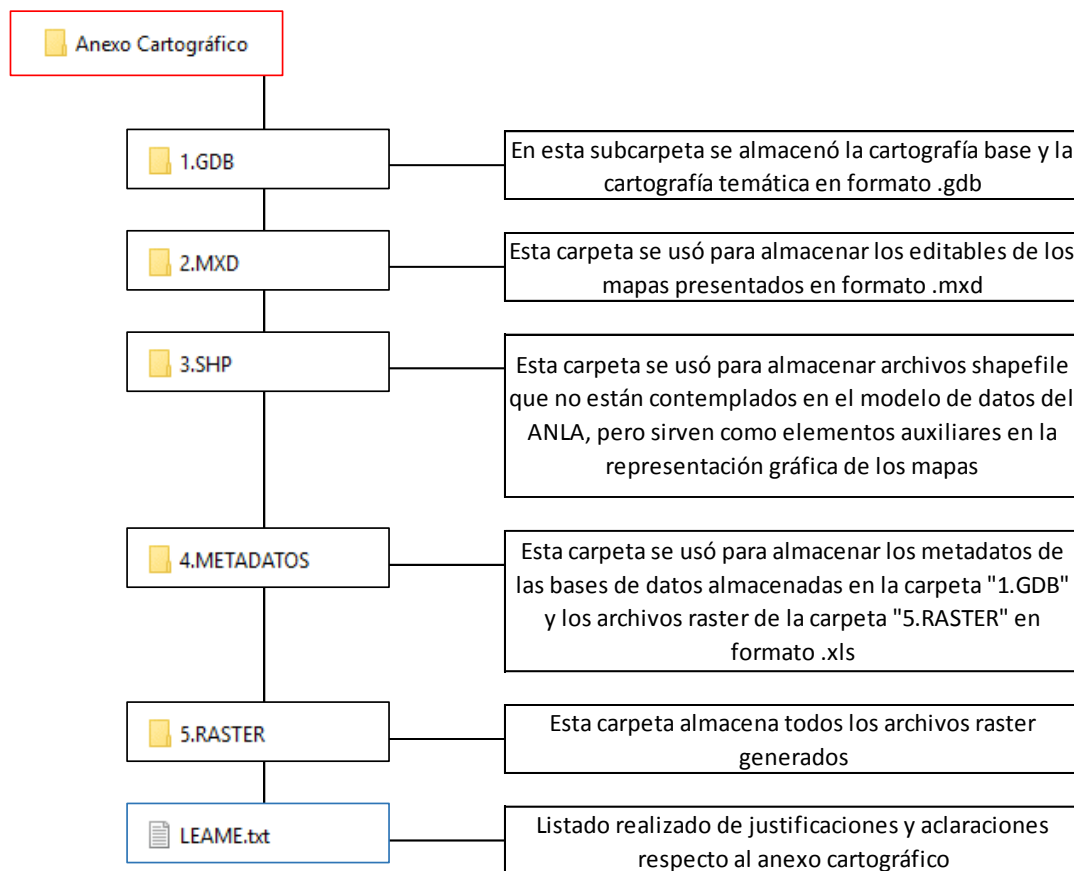 Anexo Cartográfico
1.GDB
En esta subcarpeta se almacenó la cartografía base y la
cartografía temática en formato .gdb
2.MXD
Esta carpeta se usó para almacenar los editables de los
mapas presentados en formato .mxd
3.SHP
Esta carpeta se usó para almacenar archivos shapefile
que no están contemplados en el modelo de datos del
ANLA, pero sirven como elementos auxiliares en la
representación gráfica de los mapas
4.METADATOS
Esta carpeta se usó para almacenar los metadatos de
las bases de datos almacenadas en la carpeta "1.GDB"
y los archivos raster de la carpeta "5.RASTER" en
formato .xls
5.RASTER
Esta carpeta almacena todos los archivos raster
generados
LEAME.txt
Listado realizado de justificaciones y aclaraciones
respecto al anexo cartográfico